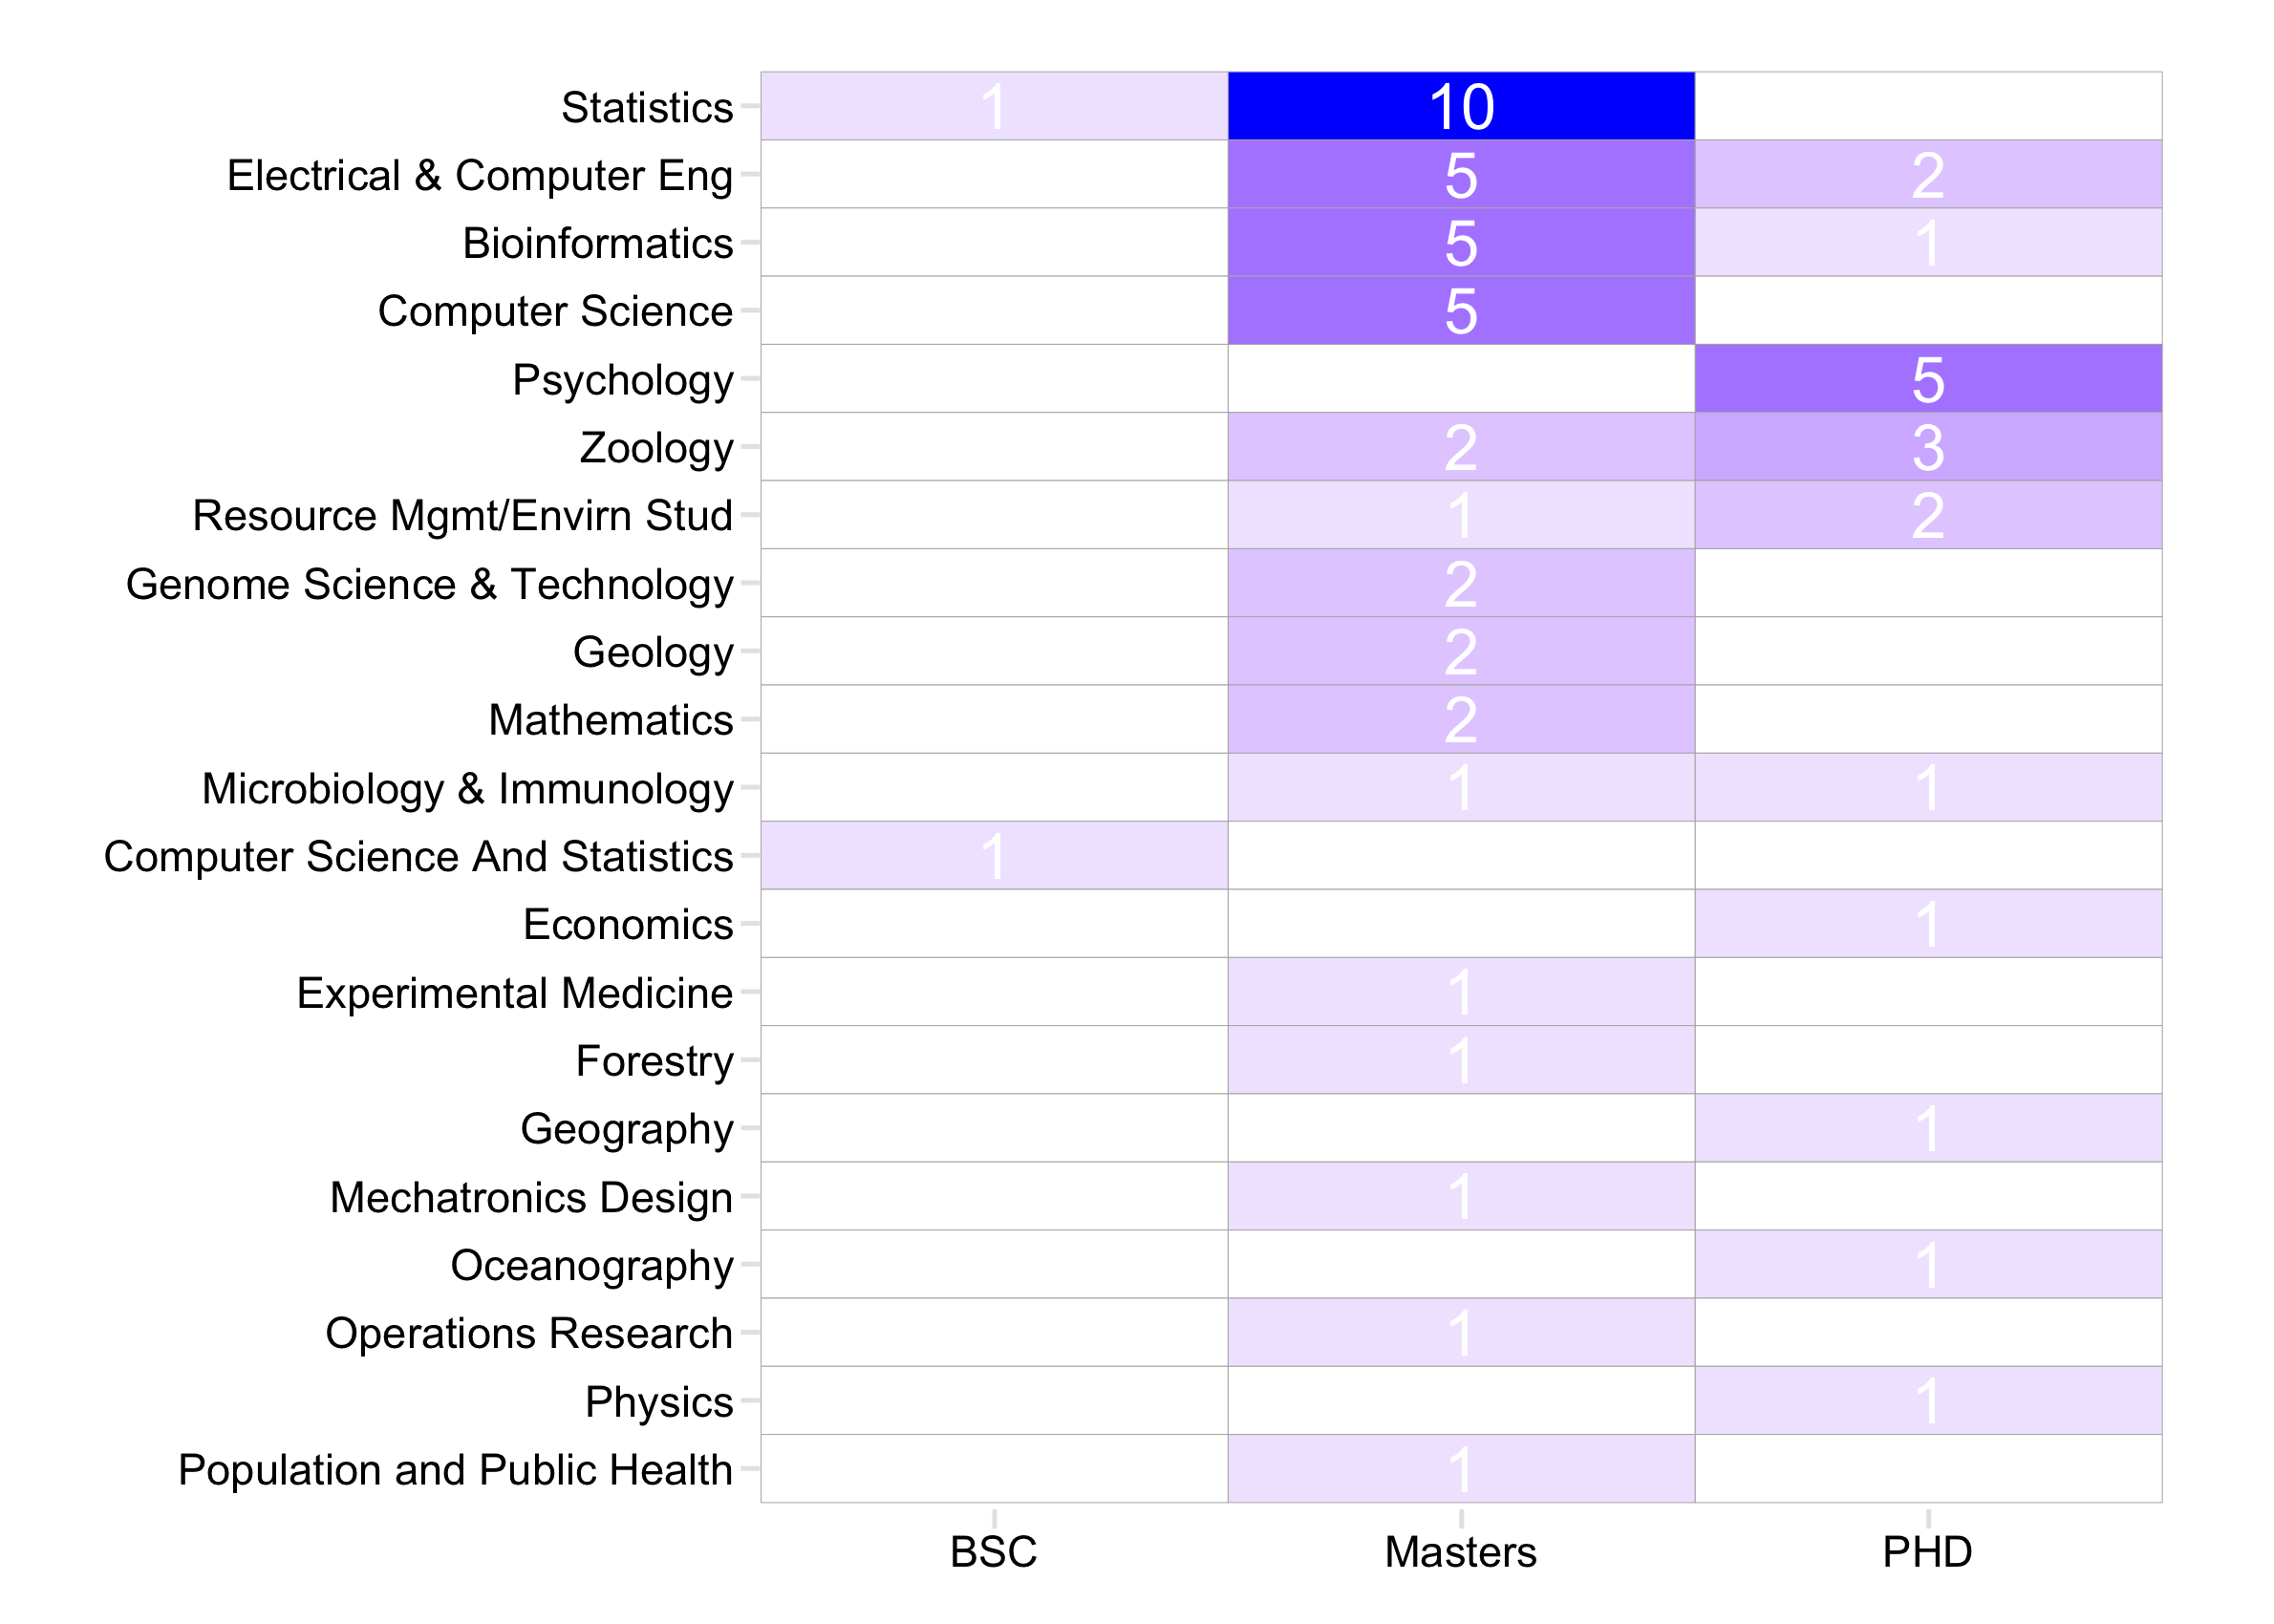 Statistics 1 10
Electrical & Computer Eng 5 2
Bioinformatics 5 1
Computer Science 5
Psychology 5
Zoology 2 3
Resource Mgmt/Envirn Stud 1 2
Genome Science & Technology 2
Geology 2
Mathematics 2
Microbiology & Immunology 1 1
Computer Science And Statistics 1
Economics 1
Experimental Medicine 1
Forestry 1
Geography 1
Mechatronics Design 1
Oceanography 1
Operations Research 1
Physics 1
Population and Public Health 1
BSC Masters PHD